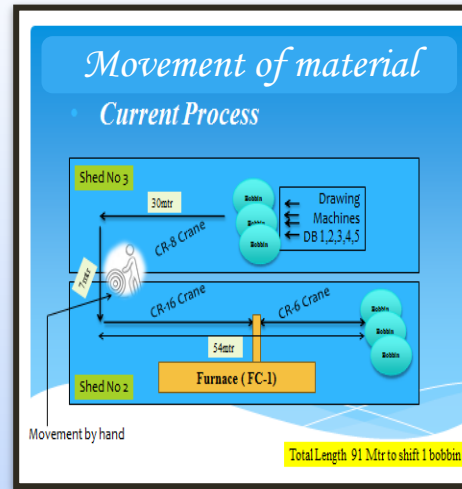 Movement of material
• Current Process
Shed No 3
30mtr
Bobbin
Bobbin
Bobbin
Drawing
Machines
DB 1,2,3,4,5
CR-8 Crane
7mtr
CR-16 Crane
CR-6 Crane
Bobbin
Bobbin
Bobbin
54mtr
Furnace ( FC-1)
Shed No 2
Movement by hand
Total Length 91 Mtr to shift 1 bobbin